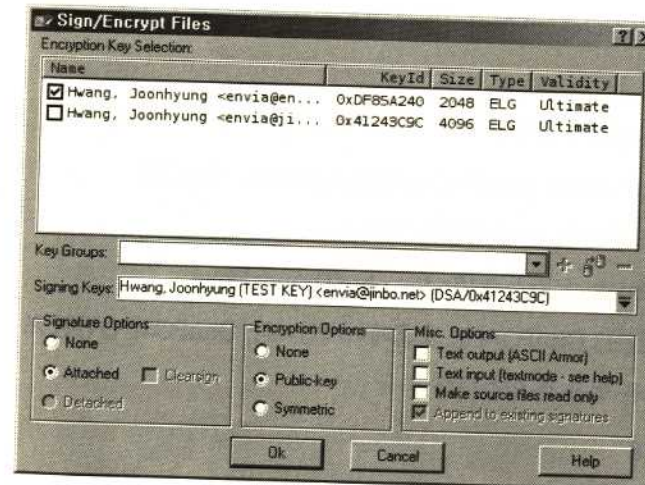 Sign/Encrypt Files
Encryption Key Selection:
Name KeyId Size Type Validity
Hwang, Joonhyung <envia@en... 0xDF85A240 2048 ELG Ultimate
Hwang, Joonhyung <envia@ji... 0x41243C9C 4096 ELG Ultimate
Key Groups:
Signing Keys: Hwang, Joonhyung (TEST KEY) <envia@jinbo.net> (DSA/0x41243C9C)
Signature Options
None
Attached Clearsign
Detached
Encryption Options
None
Public-key
Symmetric
Misc. Options
Text output (ASCII Armor)
Text input (textmode - see help)
Make source files read only
Append to existing signatures
Ok Cancel Help